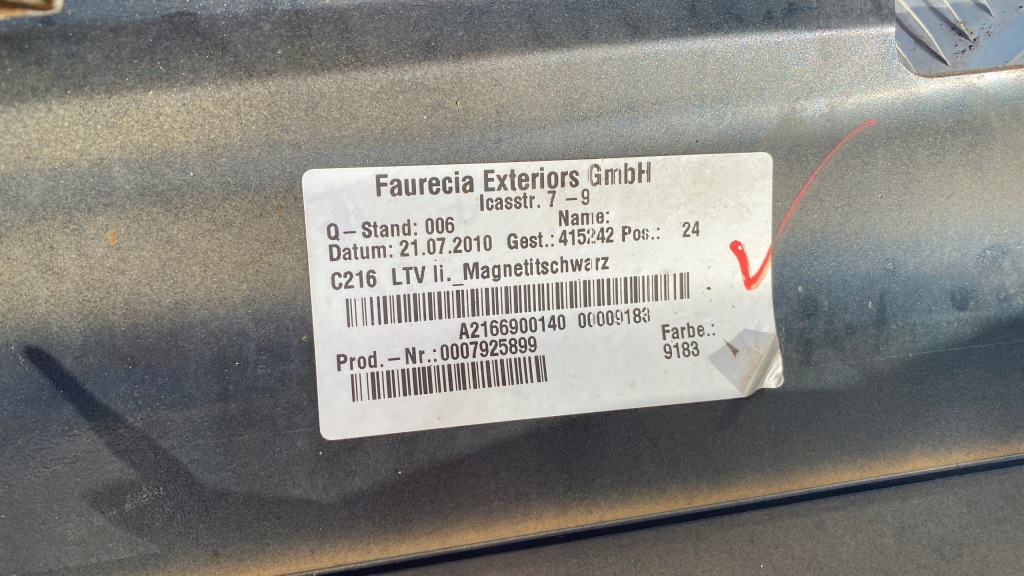 Faurecia Exteriors GmbH
Icasstr. 7-9
Q-Stand: 006 Name:
Datum: 21.07.2010 Gest.: 415242 Pos.: 24
C216 LTV li._Magnetitschwarz
A2166900140 00009183
Prod.-Nr.:0007925899 Farbe.:
9183